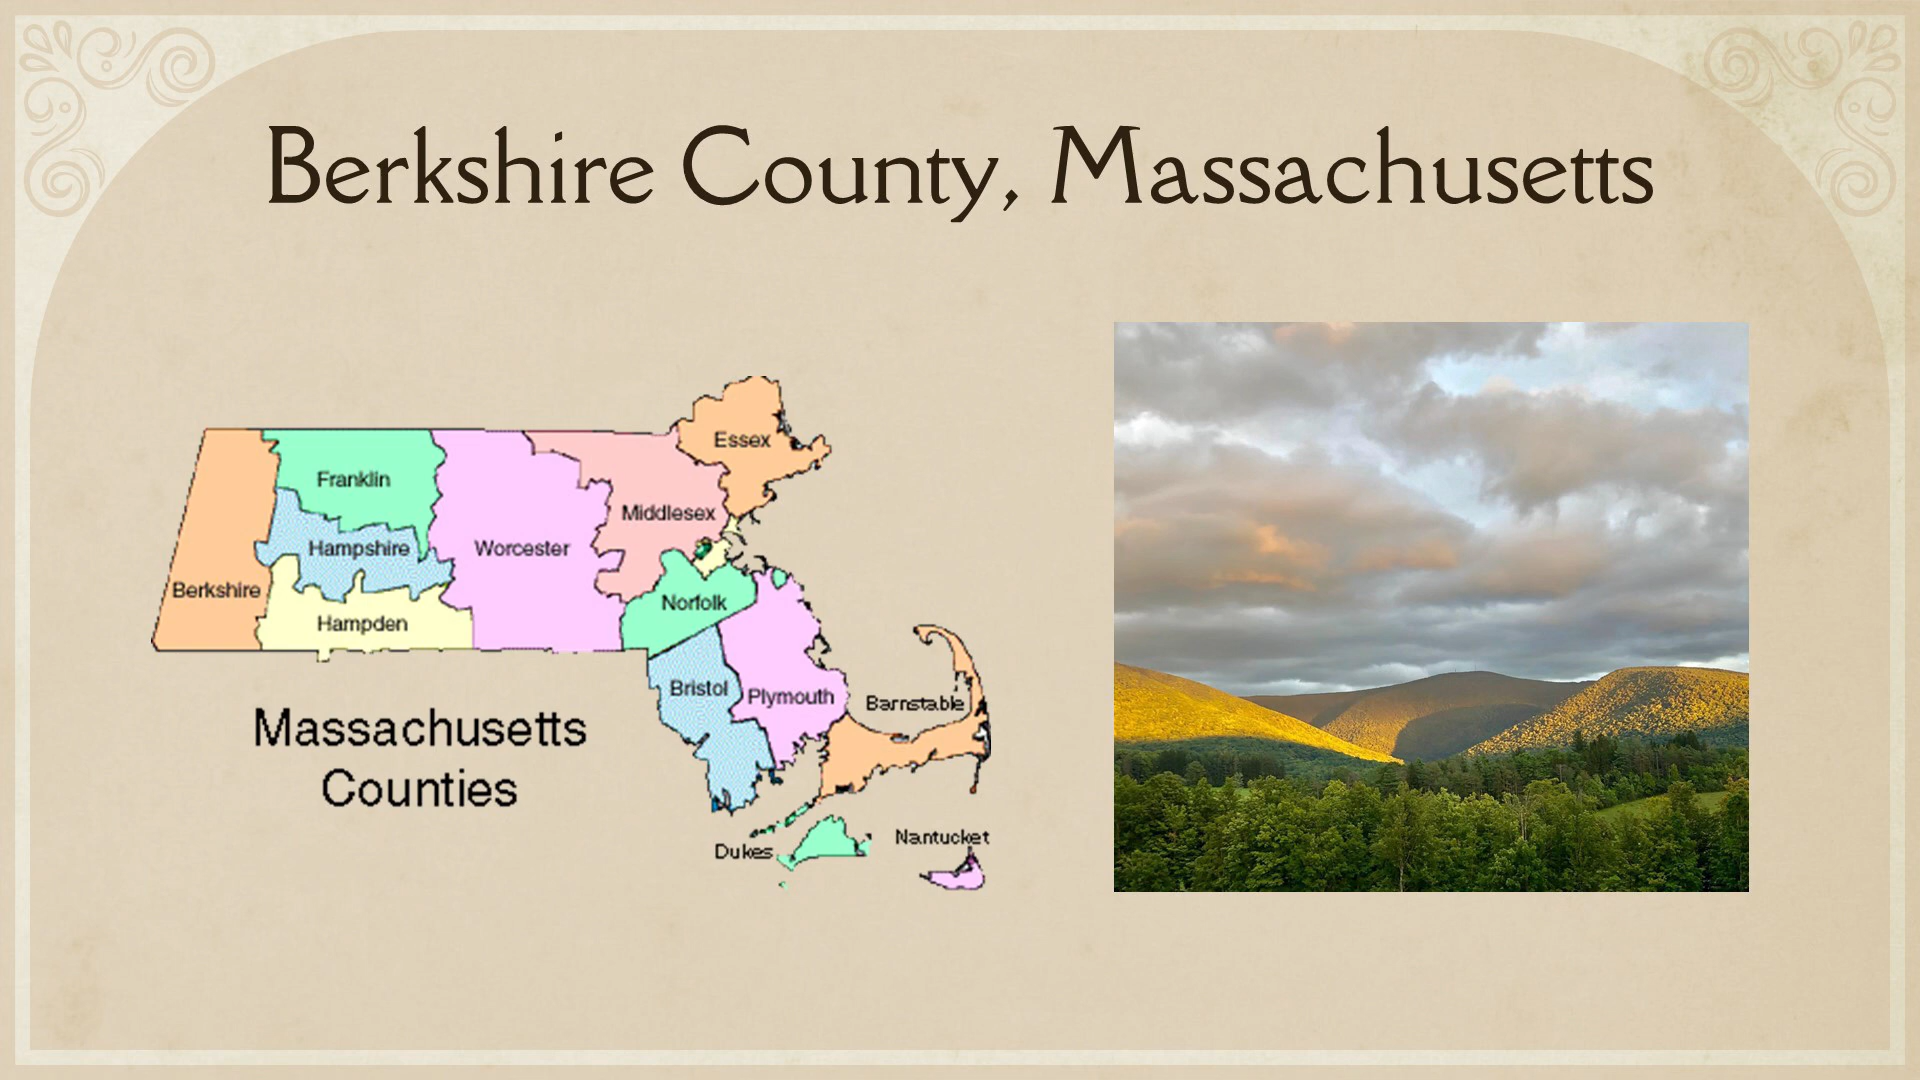 Berkshire County, Massachusetts
Essex
Franklin
Middlesex
Hampshire
Worcester
Berkshire
Norfolk
Hampden
Bristol
Plymouth
Barnstable
Massachusetts
Counties
Nantucket
Dukes